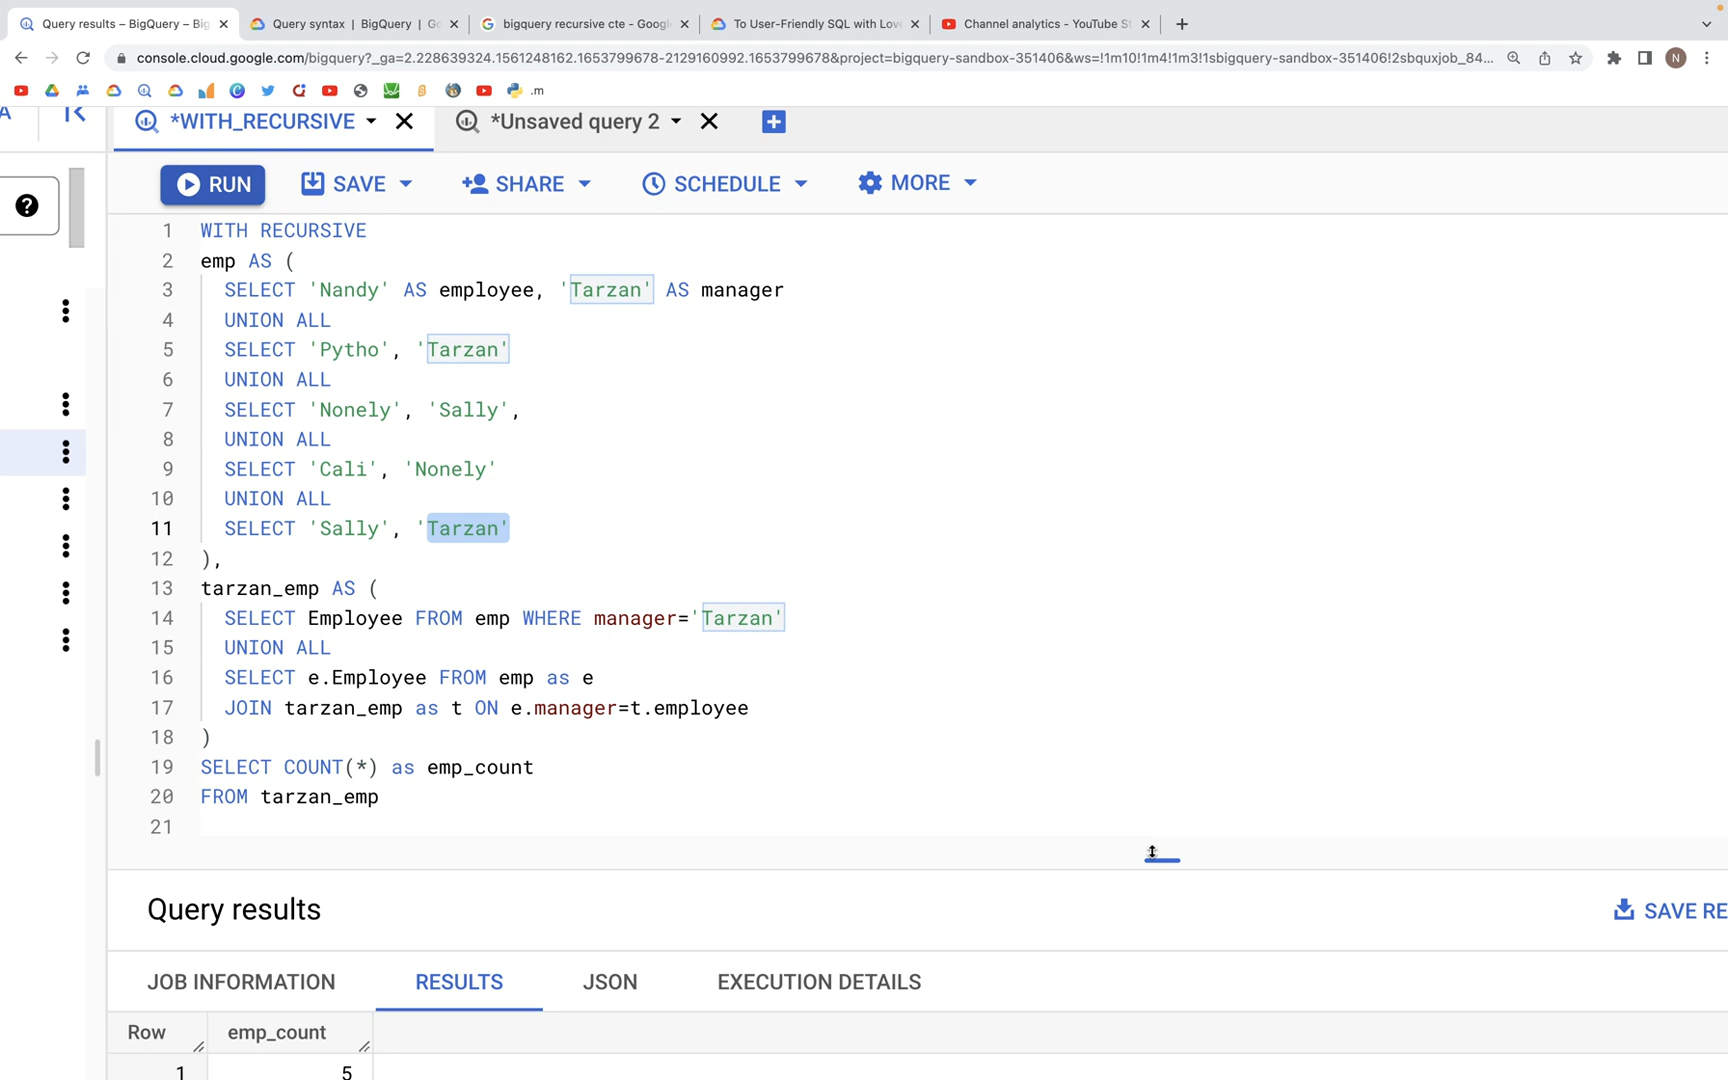 Query results – BigQuery – Big
Query syntax | BigQuery | Go
bigquery recursive cte - Google
To User-Friendly SQL with Love
Channel analytics - YouTube St
console.cloud.google.com/bigquery?_ga=2.228639324.1561248162.1653799678-2129160992.1653799678&project=bigquery-sandbox-351406&ws=!1m10!1m4!1m3!1sbigquery-sandbox-351406!2sbquxjob_84...
N
.m
A
*WITH_RECURSIVE
*Unsaved query 2
RUN
SAVE
SHARE
SCHEDULE
MORE
1 WITH RECURSIVE
2 emp AS (
3 SELECT 'Nandy' AS employee, 'Tarzan' AS manager
4 UNION ALL
5 SELECT 'Pytho', 'Tarzan'
6 UNION ALL
7 SELECT 'Nonely', 'Sally',
8 UNION ALL
9 SELECT 'Cali', 'Nonely'
10 UNION ALL
11 SELECT 'Sally', 'Tarzan'
12 ),
13 tarzan_emp AS (
14 SELECT Employee FROM emp WHERE manager='Tarzan'
15 UNION ALL
16 SELECT e.Employee FROM emp as e
17 JOIN tarzan_emp as t ON e.manager=t.employee
18 )
19 SELECT COUNT(*) as emp_count
20 FROM tarzan_emp
21
Query results
SAVE RE
JOB INFORMATION
RESULTS
JSON
EXECUTION DETAILS
Row emp_count
1 5